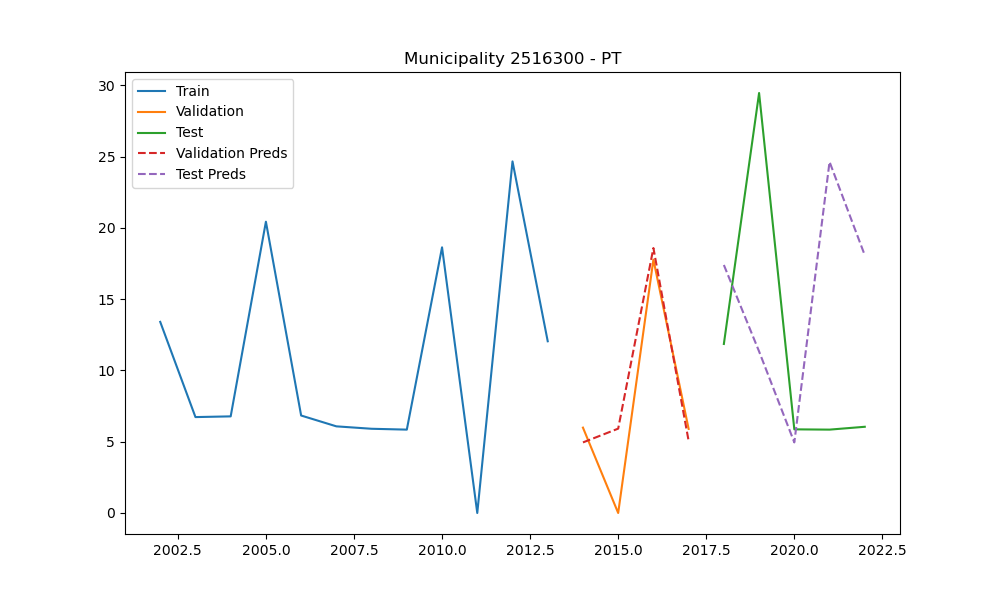 Municipality 2516300 - PT
Train
Validation
Test
Validation Preds
Test Preds
30
25
20
15
10
5
0
2002.5 2005.0 2007.5 2010.0 2012.5 2015.0 2017.5 2020.0 2022.5